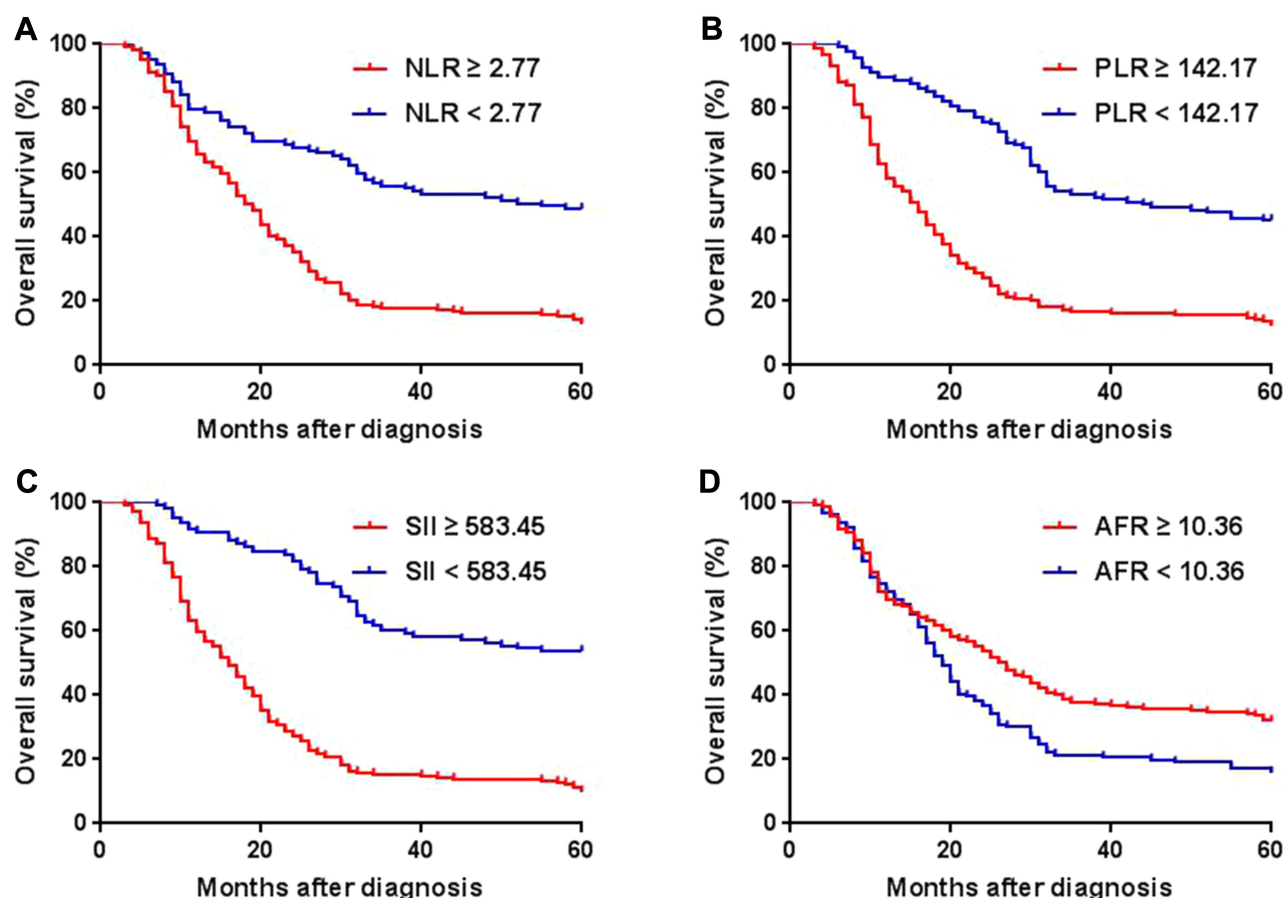 A
Overall survival (%)
100
80
60
40
20
0
NLR ≥ 2.77
NLR < 2.77
0 20 40 60
Months after diagnosis
B
Overall survival (%)
100
80
60
40
20
0
PLR ≥ 142.17
PLR < 142.17
0 20 40 60
Months after diagnosis
C
Overall survival (%)
100
80
60
40
20
0
SII ≥ 583.45
SII < 583.45
0 20 40 60
Months after diagnosis
D
Overall survival (%)
100
80
60
40
20
0
AFR ≥ 10.36
AFR < 10.36
0 20 40 60
Months after diagnosis